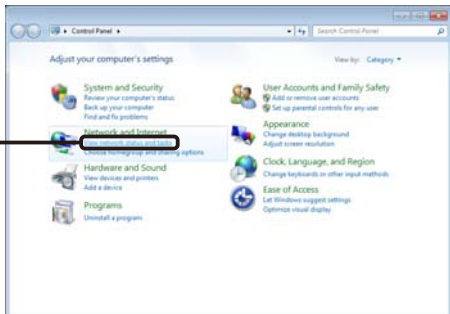 Control Panel
Search Control Panel
Adjust your computer's settings
View by: Category
System and Security
Review your computer's status
Back up your computer
Find and fix problems
Network and Internet
View network status and tasks
Choose homegroup and sharing options
Hardware and Sound
View devices and printers
Add a device
Programs
Uninstall a program
User Accounts and Family Safety
Add or remove user accounts
Set up parental controls for any user
Appearance
Change desktop background
Adjust screen resolution
Clock, Language, and Region
Change keyboards or other input methods
Ease of Access
Let Windows suggest settings
Optimize visual display